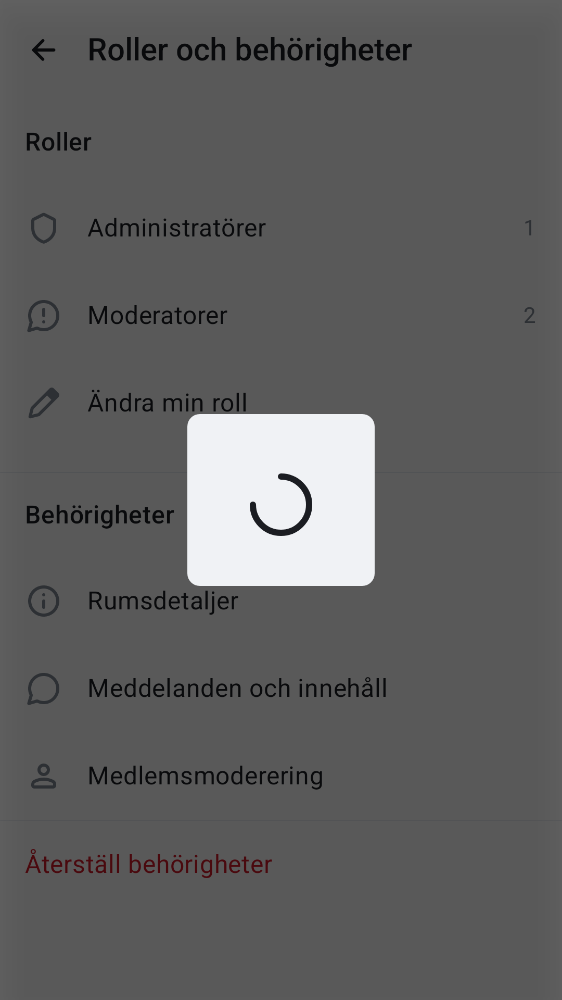 Roller och behörigheter
Roller
Administratörer 1
Moderatorer 2
Ändra min roll
Behörigheter
Rumsdetaljer
Meddelanden och innehåll
Medlemsmoderering
Återställ behörigheter